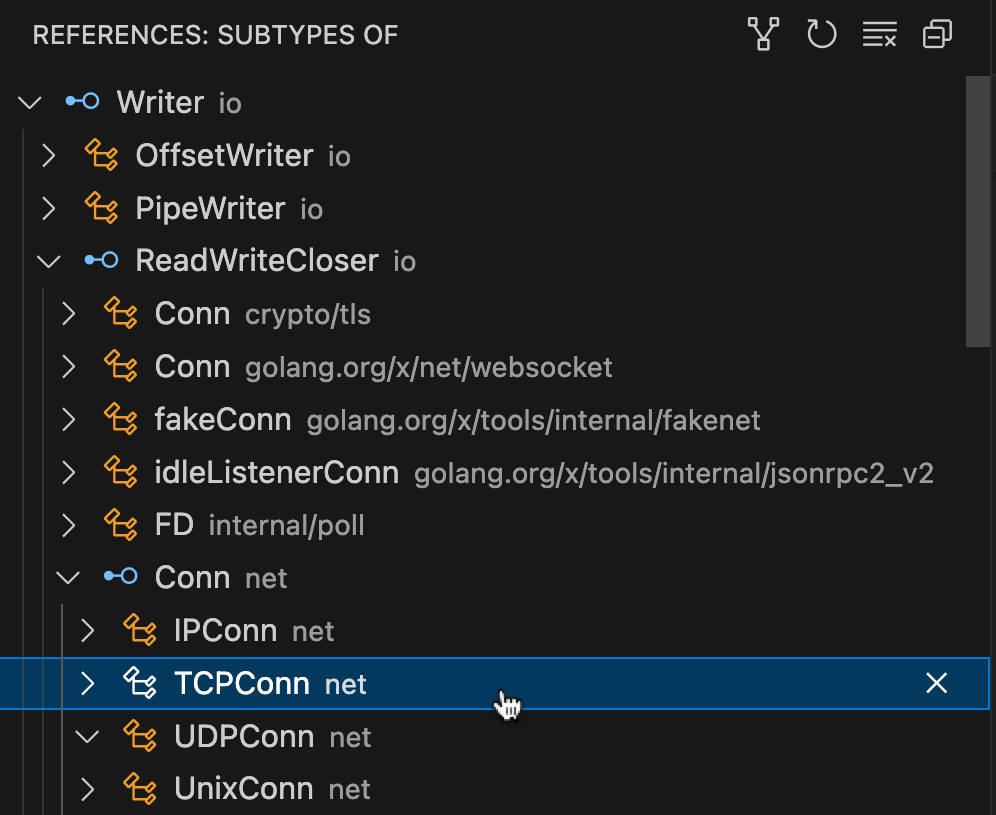 REFERENCES: SUBTYPES OF
Writer io
OffsetWriter io
PipeWriter io
ReadWriteCloser io
Conn crypto/tls
Conn golang.org/x/net/websocket
fakeConn golang.org/x/tools/internal/fakenet
idleListenerConn golang.org/x/tools/internal/jsonrpc2_v2
FD internal/poll
Conn net
IPConn net
TCPConn net
UDPConn net
UnixConn net